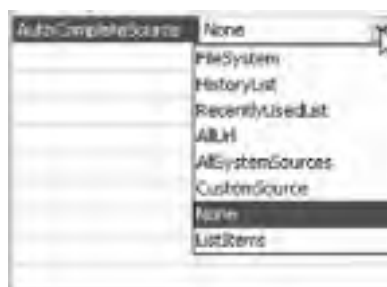 AutoCompleteSource None
FileSystem
HistoryList
RecentlyUsedList
AllUrl
AllSystemSources
CustomSource
None
ListItems